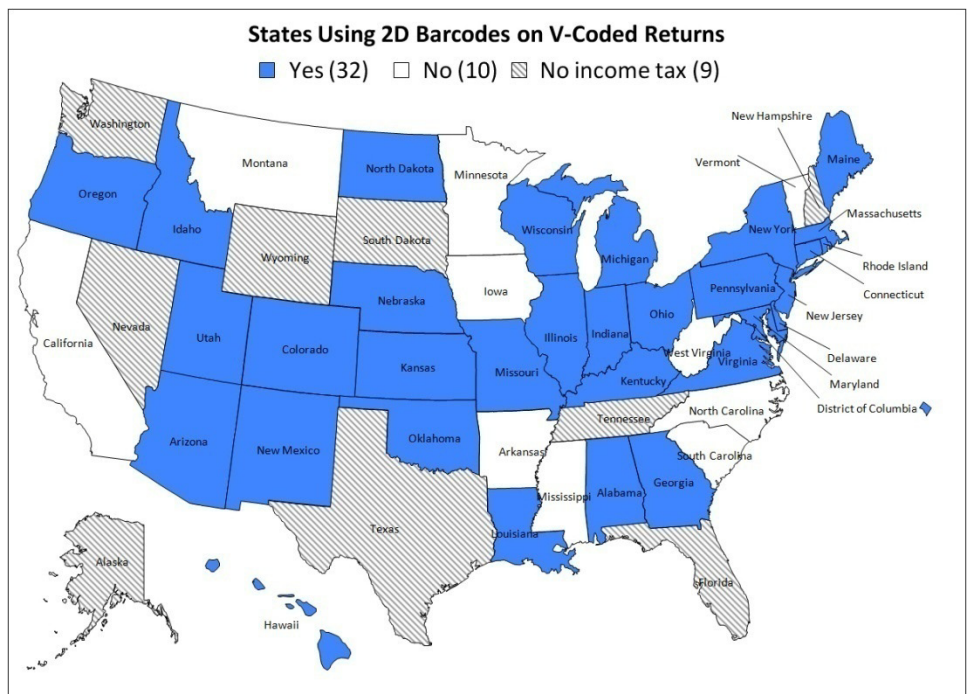 States Using 2D Barcodes on V-Coded Returns
Yes (32) No (10) No income tax (9)
New Hampshire
Washington
Vermont
Maine
Montana
North Dakota
Minnesota
Oregon
Massachusetts
Idaho
Wisconsin
New York
South Dakota
Michigan
Wyoming
Rhode Island
Connecticut
Pennsylvania
Iowa
Nebraska
New Jersey
Nevada
Ohio
California
Utah
Illinois
Indiana
Colorado
West Virginia
Delaware
Virginia
Kansas
Missouri
Kentucky
Maryland
District of Columbia
North Carolina
Tennessee
Arizona
Oklahoma
New Mexico
Arkansas
South Carolina
Georgia
Mississippi
Alabama
Texas
Louisiana
Alaska
Florida
Hawaii